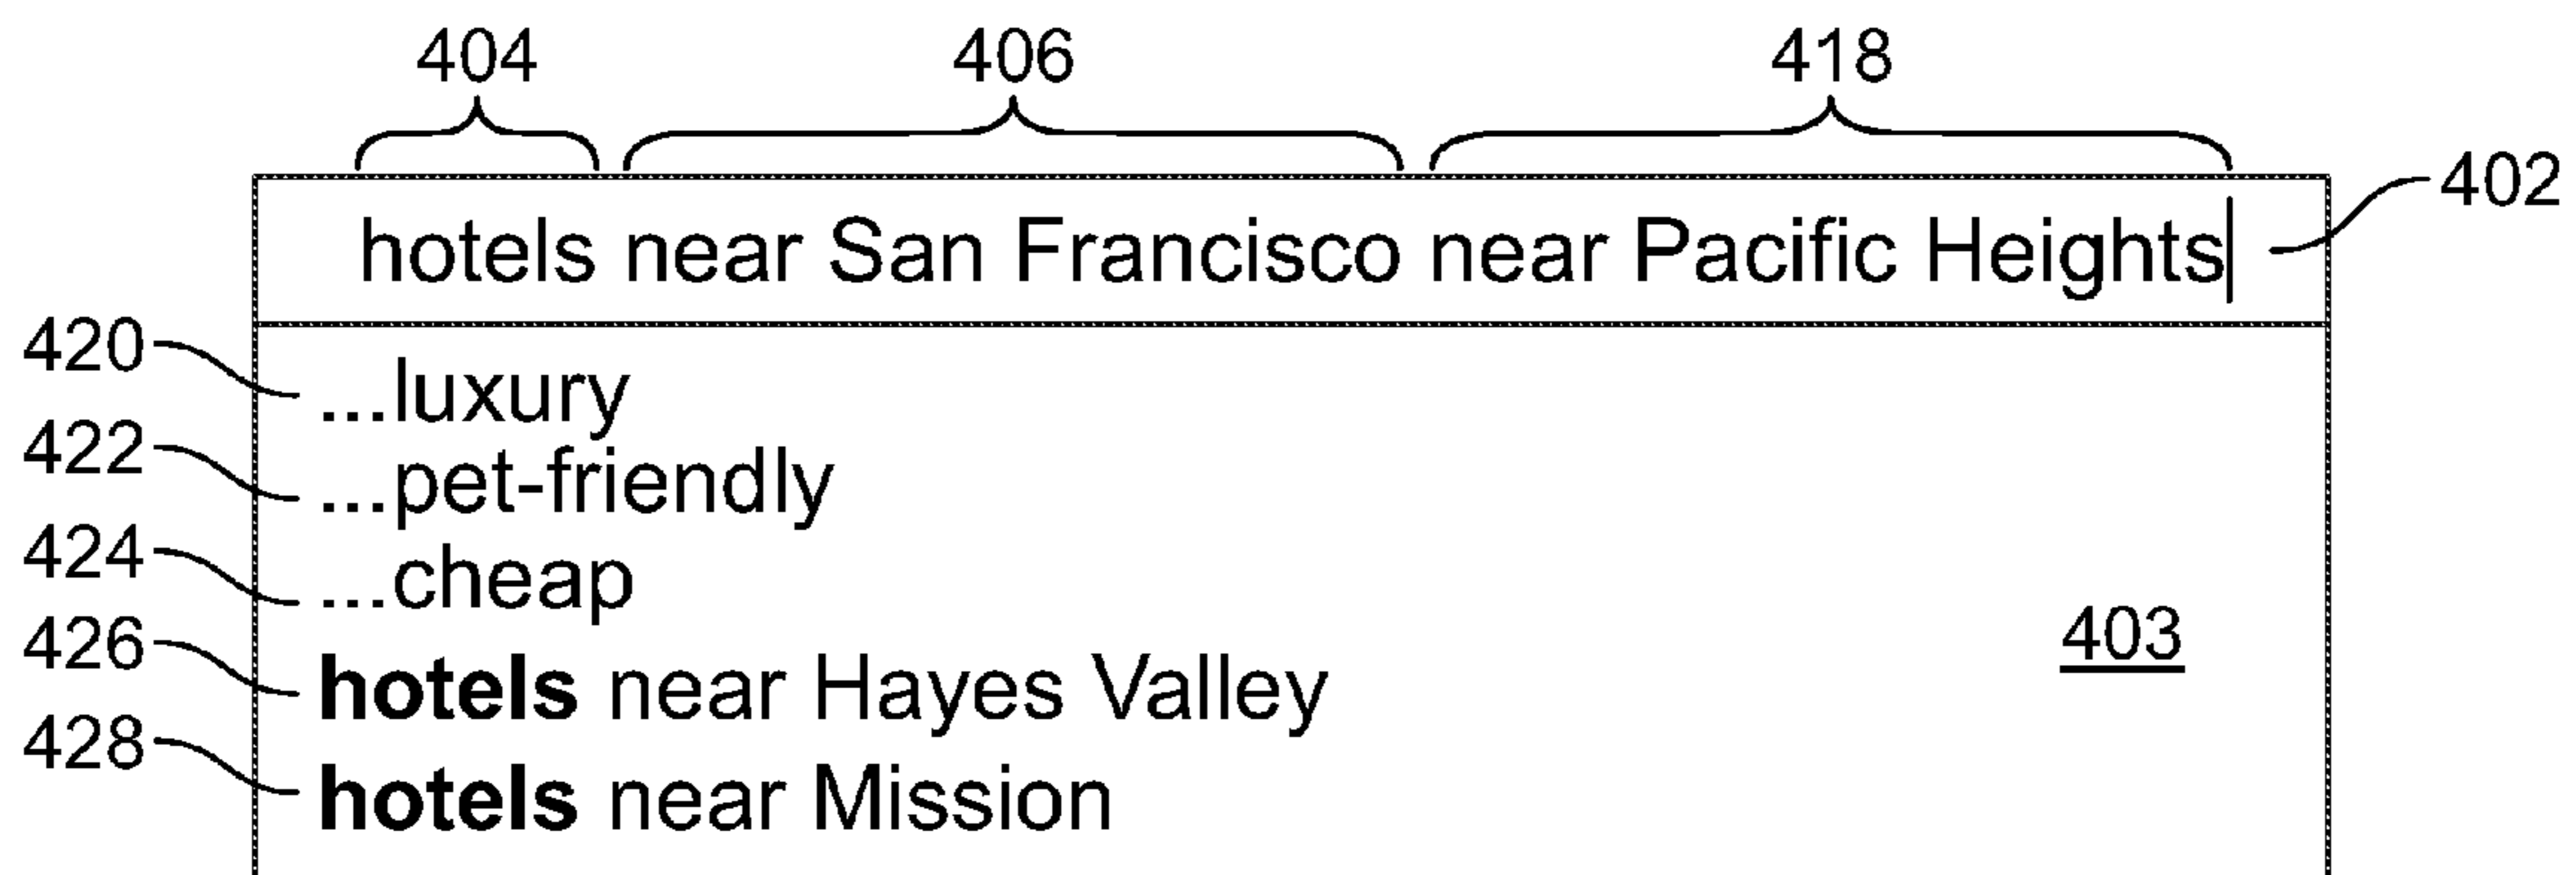 404 406 418
402
hotels near San Francisco near Pacific Heights
420 ...luxury
422 ...pet-friendly
424 ...cheap
403
426 hotels near Hayes Valley
428 hotels near Mission